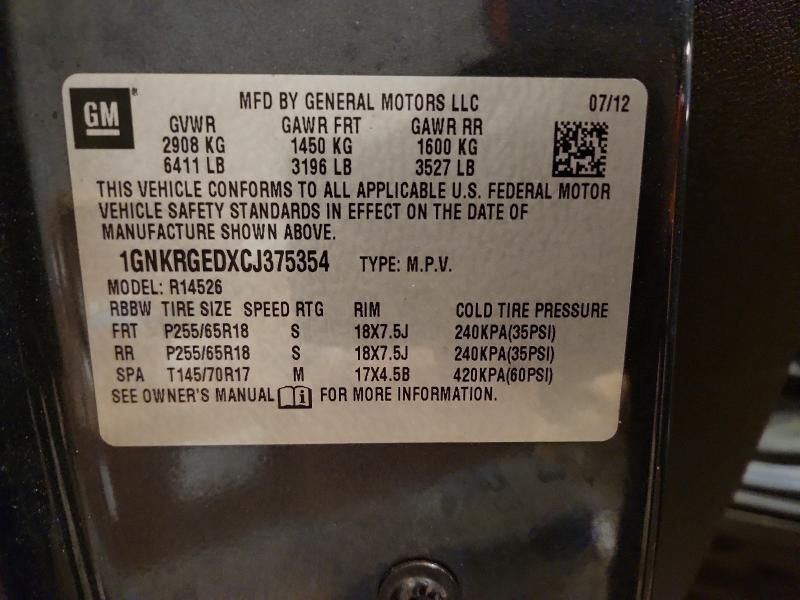 GM
MFD BY GENERAL MOTORS LLC 07/12
GVWR GAWR FRT GAWR RR
2908 KG 1450 KG 1600 KG
6411 LB 3196 LB 3527 LB
THIS VEHICLE CONFORMS TO ALL APPLICABLE U.S. FEDERAL MOTOR
VEHICLE SAFETY STANDARDS IN EFFECT ON THE DATE OF
MANUFACTURE SHOWN ABOVE.
1GNKRGEDXCJ375354 TYPE: M.P.V.
MODEL: R14526
RBBW TIRE SIZE SPEED RTG RIM COLD TIRE PRESSURE
FRT P255/65R18 S 18X7.5J 240KPA(35PSI)
RR P255/65R18 S 18X7.5J 240KPA(35PSI)
SPA T145/70R17 M 17X4.5B 420KPA(60PSI)
SEE OWNER'S MANUAL i FOR MORE INFORMATION.